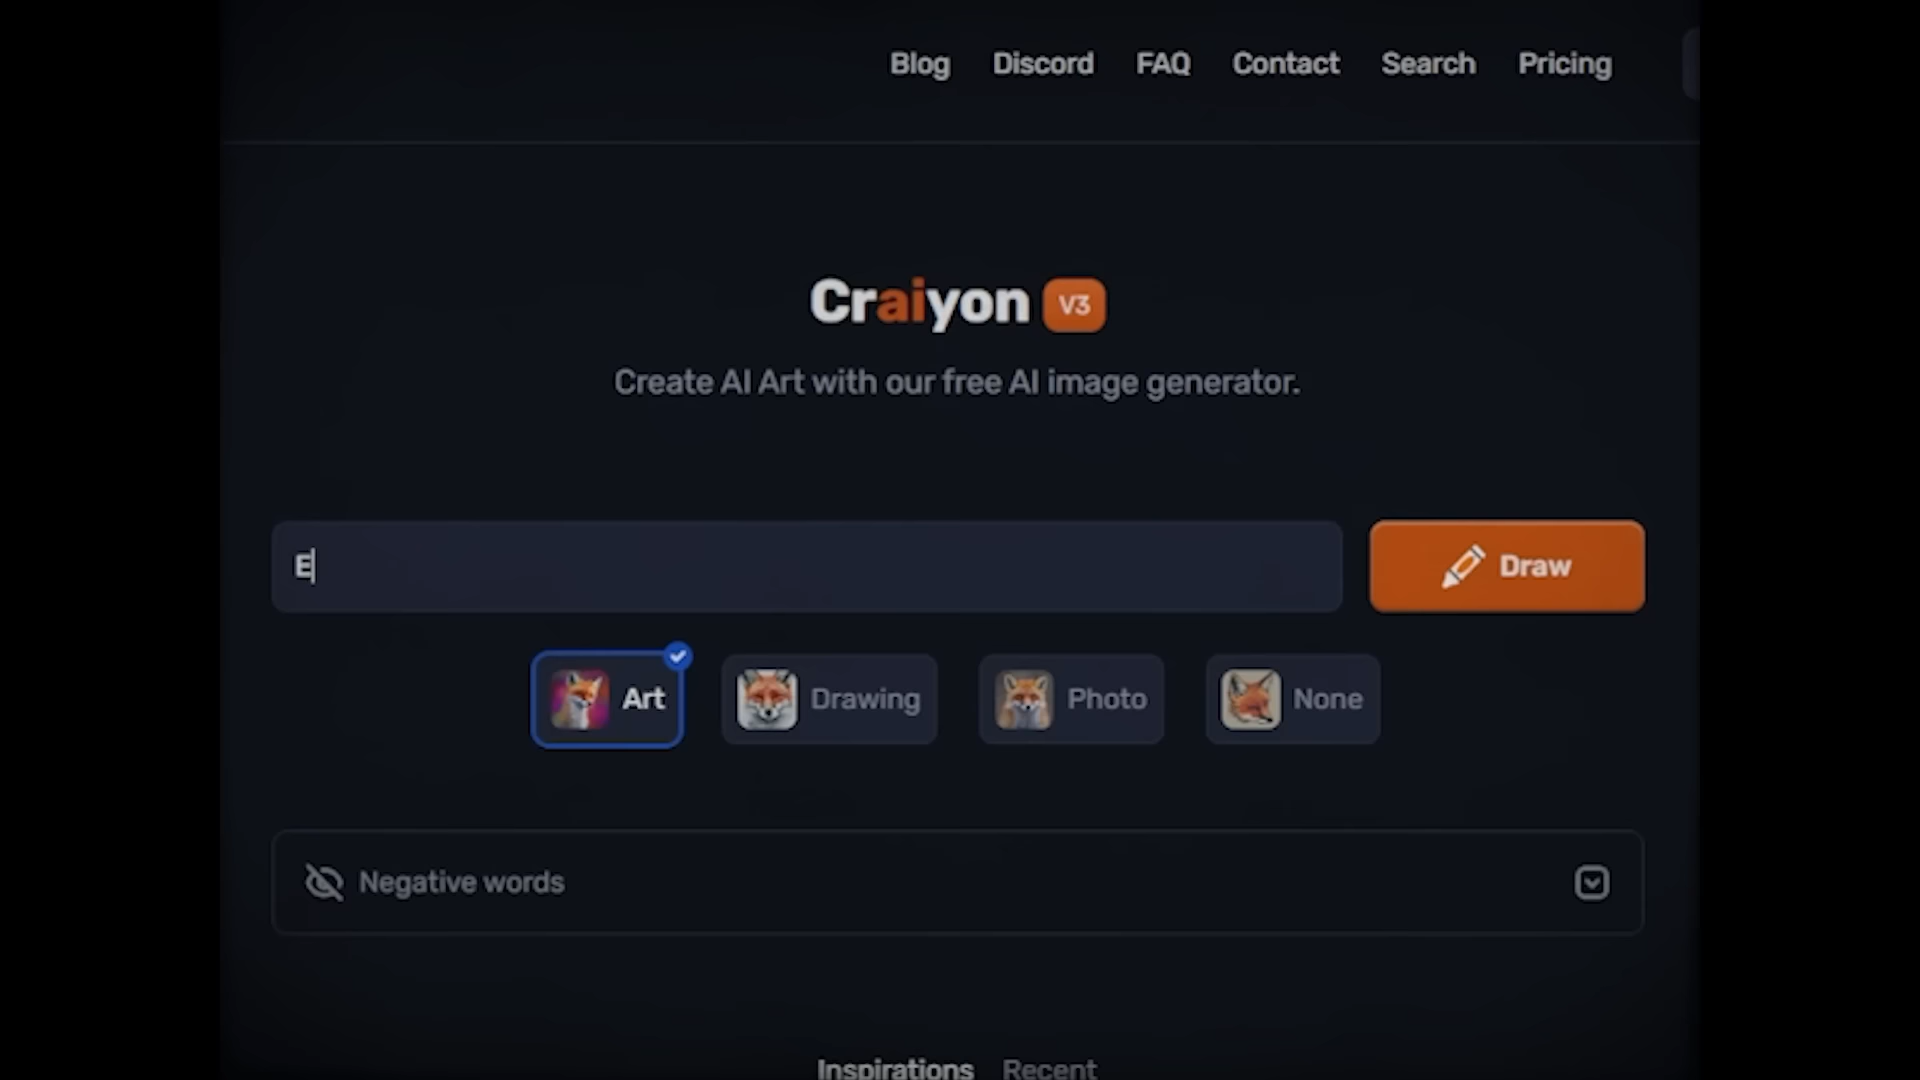 Blog Discord FAQ Contact Search Pricing
Craiyon V3
Create AI Art with our free AI image generator.
E
Draw
Art Drawing Photo None
Negative words
Inspirations Recent